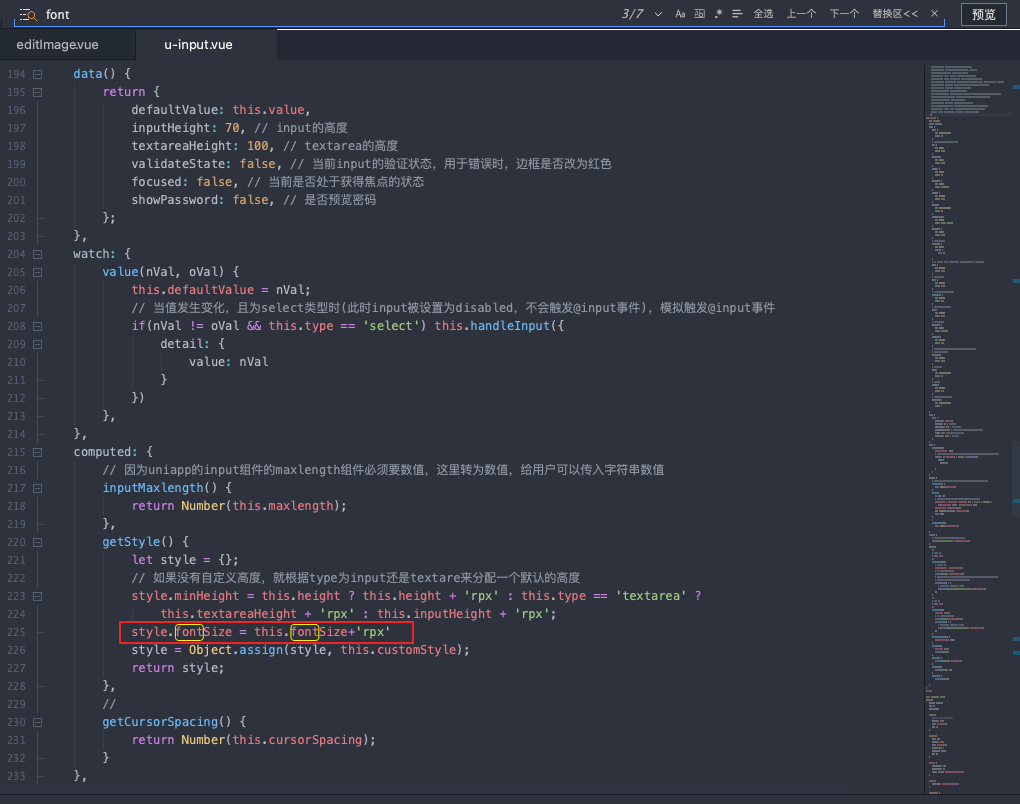 font 3/7 Aa ab .* 全选 上一个 下一个 替换区<< × 预览
editImage.vue u-input.vue
194 data() {
195 return {
196 defaultValue: this.value,
197 inputHeight: 70, // input的高度
198 textareaHeight: 100, // textarea的高度
199 validateState: false, // 当前input的验证状态，用于错误时，边框是否改为红色
200 focused: false, // 当前是否处于获得焦点的状态
201 showPassword: false, // 是否预览密码
202 };
203 },
204 watch: {
205 value(nVal, oVal) {
206 this.defaultValue = nVal;
207 // 当值发生变化，且为select类型时(此时input被设置为disabled，不会触发@input事件)，模拟触发@input事件
208 if(nVal != oVal && this.type == 'select') this.handleInput({
209 detail: {
210 value: nVal
211 }
212 })
213 },
214 },
215 computed: {
216 // 因为uniapp的input组件的maxlength组件必须要数值，这里转为数值，给用户可以传入字符串数值
217 inputMaxlength() {
218 return Number(this.maxlength);
219 },
220 getStyle() {
221 let style = {};
222 // 如果没有自定义高度，就根据type为input还是textare来分配一个默认的高度
223 style.minHeight = this.height ? this.height + 'rpx' : this.type == 'textarea' ?
224 this.textareaHeight + 'rpx' : this.inputHeight + 'rpx';
225 style.fontSize = this.fontSize+'rpx'
226 style = Object.assign(style, this.customStyle);
227 return style;
228 },
229 //
230 getCursorSpacing() {
231 return Number(this.cursorSpacing);
232 }
233 },